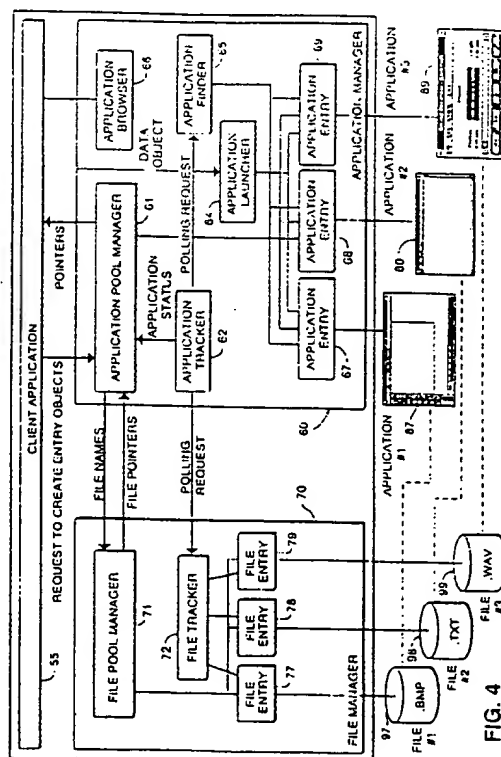 CLIENT APPLICATION
55
REQUEST TO CREATE ENTRY OBJECTS
POINTERS
FILE NAMES
FILE POINTERS
DATA
OBJECT
APPLICATION
BROWSER
66
APPLICATION POOL MANAGER
61
APPLICATION
STATUS
POLLING REQUEST
APPLICATION
FINDER
65
APPLICATION
LAUNCHER
64
APPLICATION
TRACKER
62
POLLING
REQUEST
APPLICATION
ENTRY
67
APPLICATION
ENTRY
68
APPLICATION
ENTRY
69
APPLICATION MANAGER
60
FILE POOL MANAGER
71
FILE TRACKER
72
FILE
ENTRY
77
FILE
ENTRY
78
FILE
ENTRY
79
FILE MANAGER
70
APPLICATION
#1
87
APPLICATION
#2
APPLICATION
#3
89
97
.BMP
FILE
#1
98
.TXT
FILE
#2
99
.WAV
FILE
#3
FIG. 4